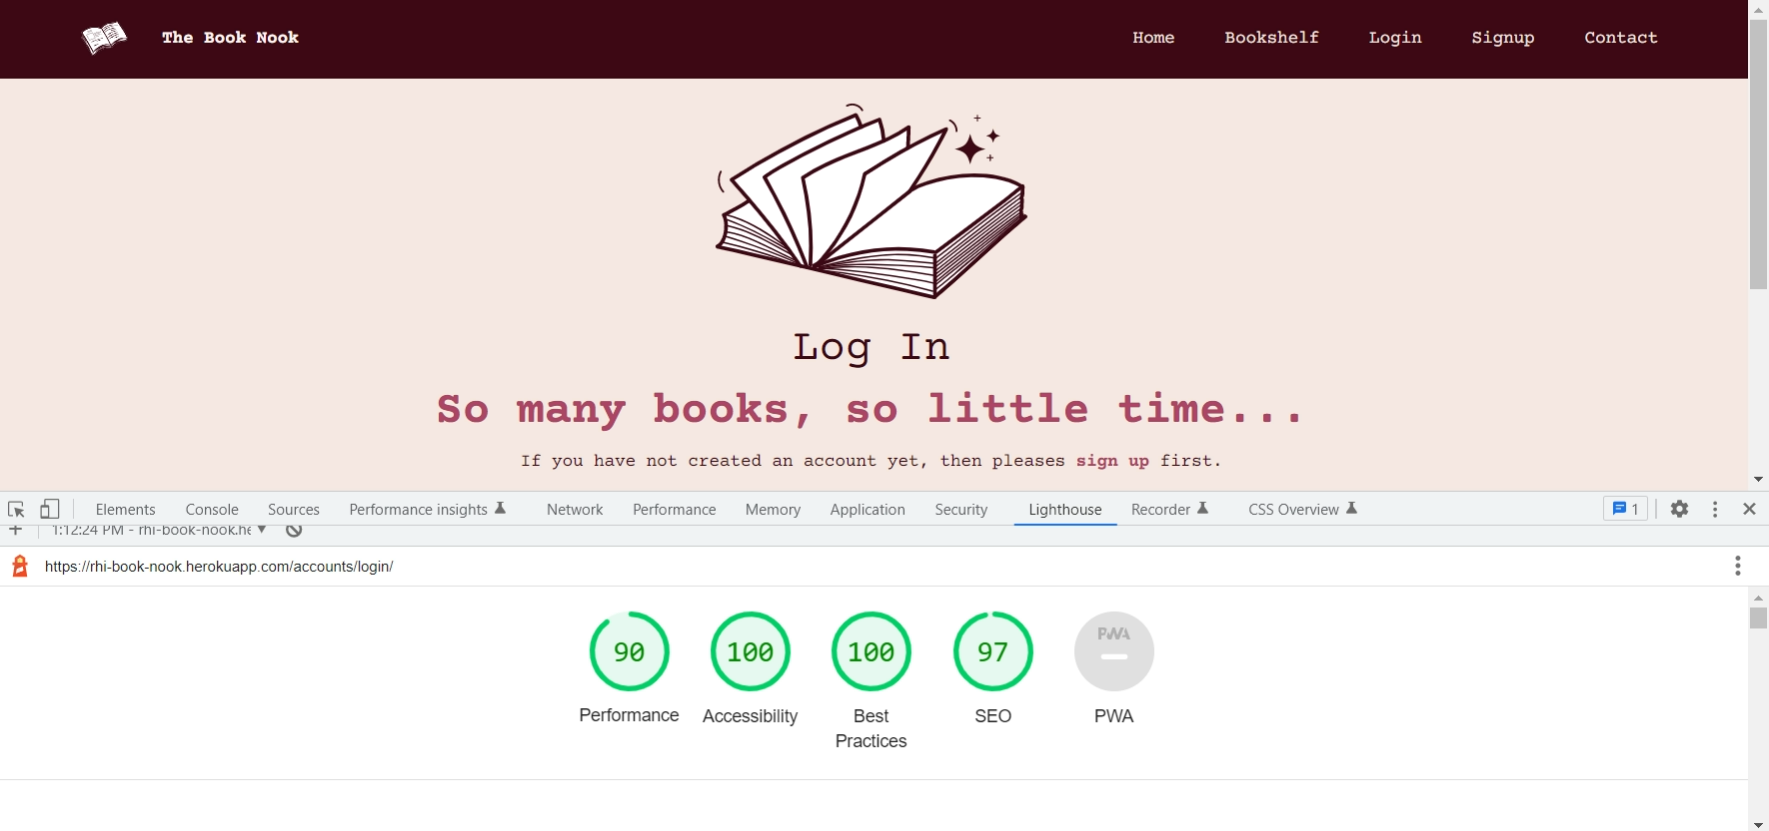 The Book Nook
Home Bookshelf Login Signup Contact
Log In
So many books, so little time...
If you have not created an account yet, then pleases sign up first.
Elements Console Sources Performance insights Network Performance Memory Application Security Lighthouse Recorder CSS Overview 1
1:12:24 PM - rhi-book-nook.he
https://rhi-book-nook.herokuapp.com/accounts/login/
90 100 100 97 PWA
Performance Accessibility Best Practices SEO PWA